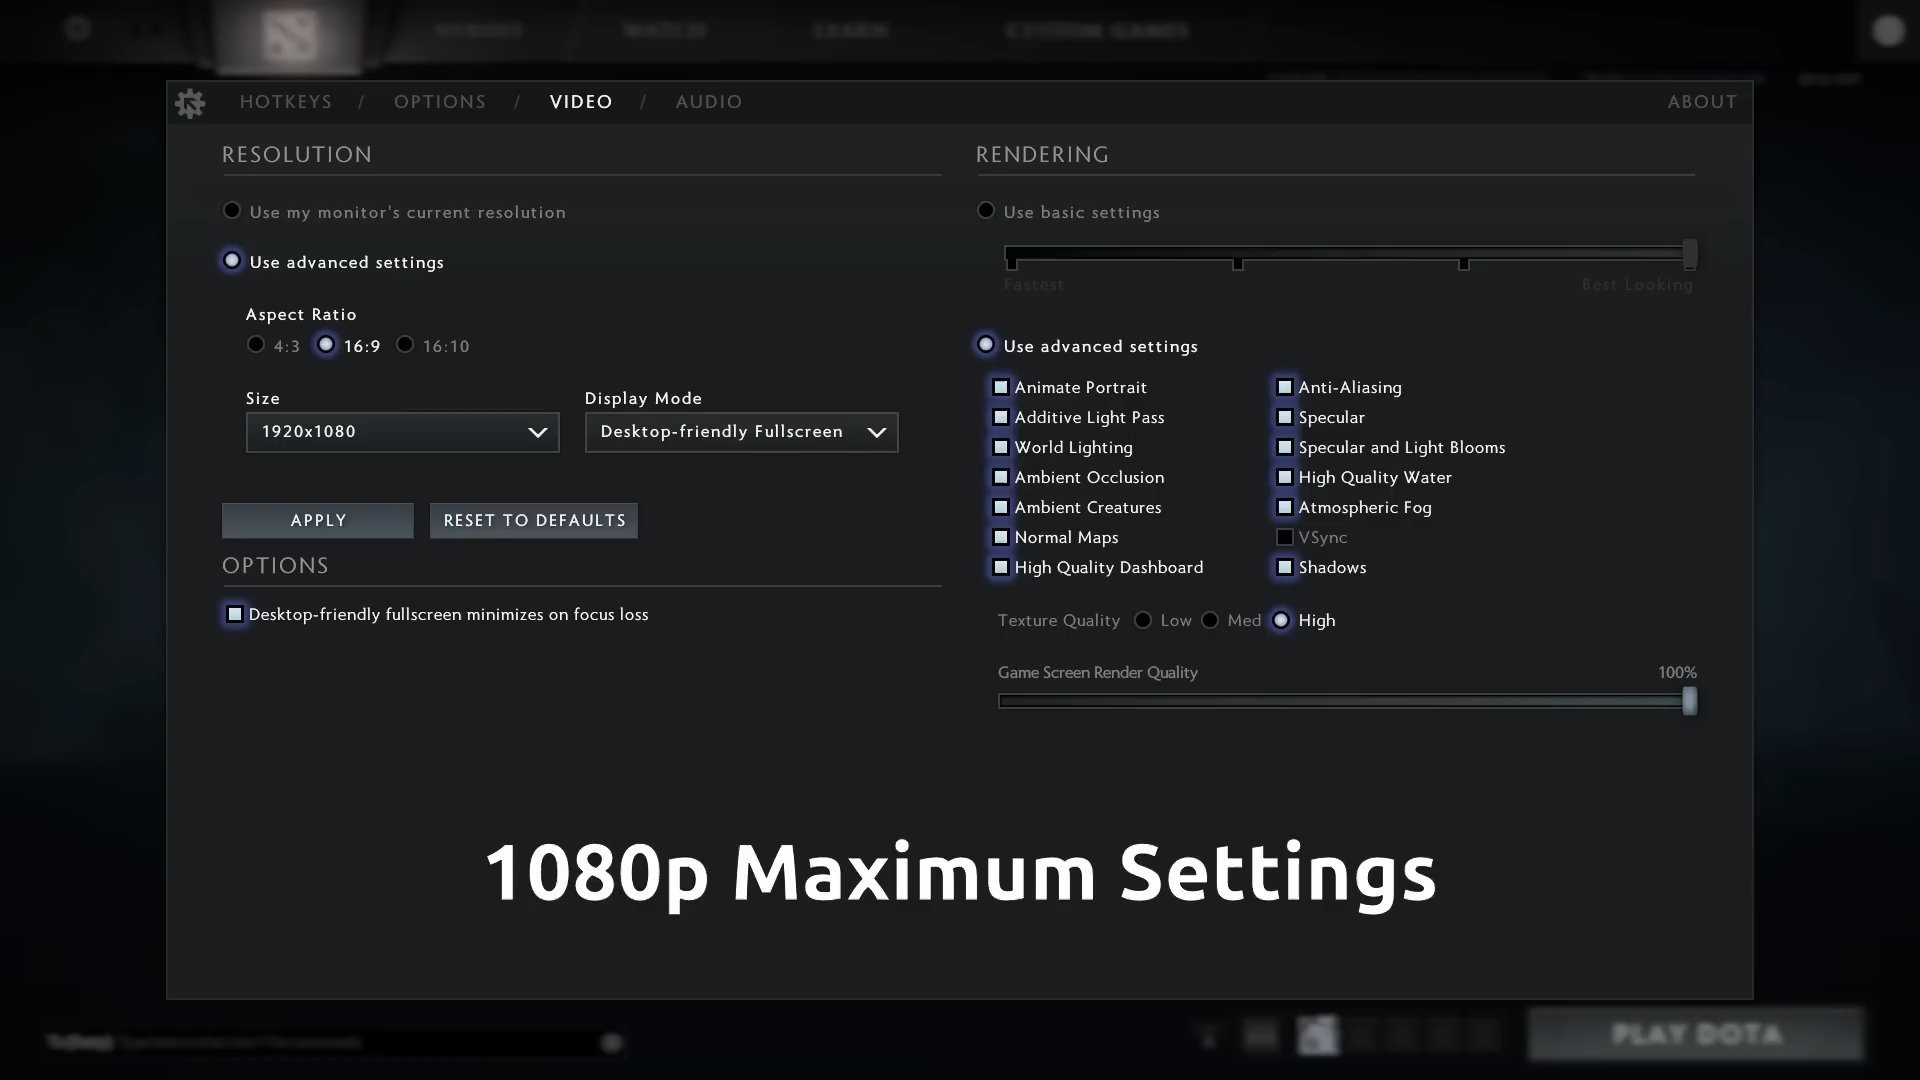 WATCH
LEARN
CUSTOM GAMES
HOTKEYS / OPTIONS / VIDEO / AUDIO
ABOUT
RESOLUTION
Use my monitor's current resolution
Use advanced settings
Aspect Ratio
4:3 16:9 16:10
Size
Display Mode
1920x1080
Desktop-friendly Fullscreen
APPLY
RESET TO DEFAULTS
OPTIONS
Desktop-friendly fullscreen minimizes on focus loss
RENDERING
Use basic settings
Fastest
Best Looking
Use advanced settings
Animate Portrait
Additive Light Pass
World Lighting
Ambient Occlusion
Ambient Creatures
Normal Maps
High Quality Dashboard
Anti-Aliasing
Specular
Specular and Light Blooms
High Quality Water
Atmospheric Fog
VSync
Shadows
Texture Quality Low Med High
Game Screen Render Quality 100%
1080p Maximum Settings
PLAY DOTA